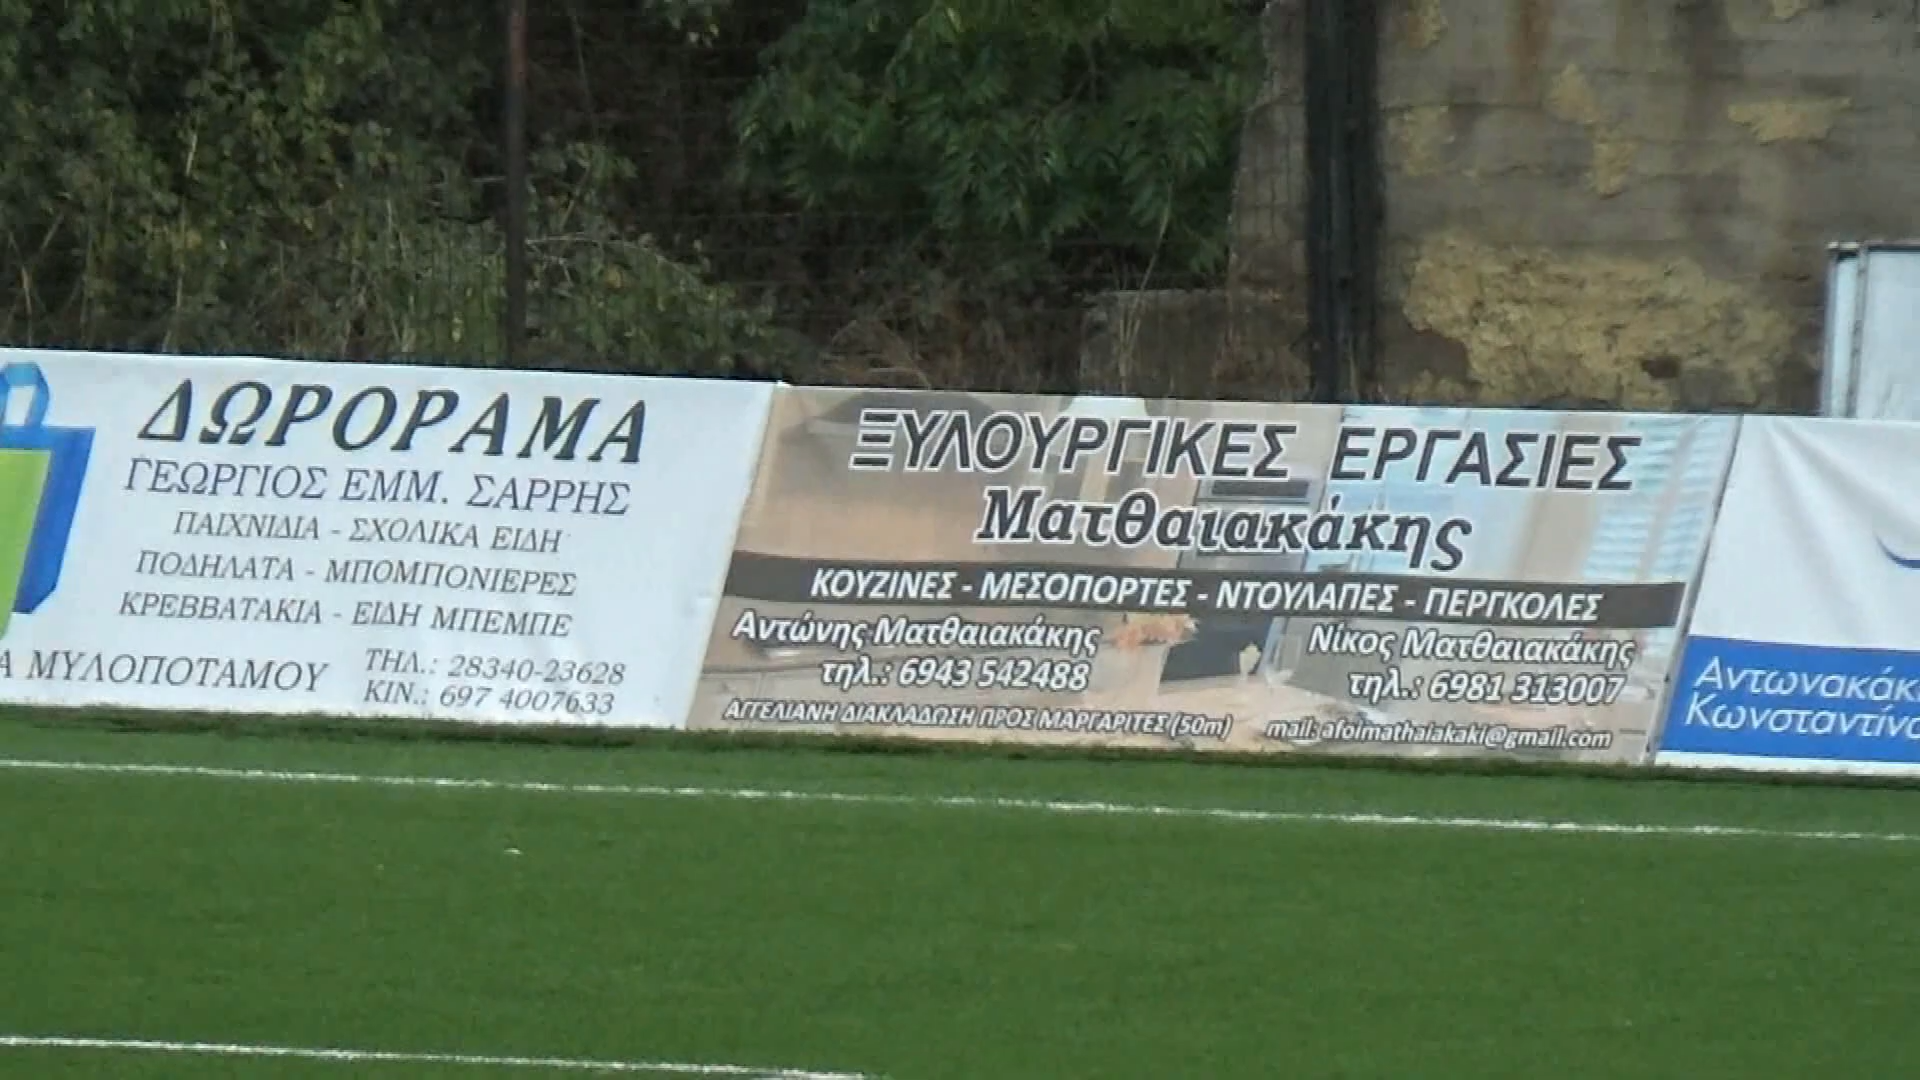 ΔΩΡΟΡΑΜΑ
ΓΕΩΡΓΙΟΣ ΕΜΜ. ΣΑΡΡΗΣ
ΠΑΙΧΝΙΔΙΑ - ΣΧΟΛΙΚΑ ΕΙΔΗ
ΠΟΔΗΛΑΤΑ - ΜΠΟΜΠΟΝΙΕΡΕΣ
ΚΡΕΒΒΑΤΑΚΙΑ - ΕΙΔΗ ΜΠΕΜΠΕ
Α ΜΥΛΟΠΟΤΑΜΟΥ
ΤΗΛ.: 28340-23628
ΚΙΝ.: 697 4007633
ΞΥΛΟΥΡΓΙΚΕΣ ΕΡΓΑΣΙΕΣ
Ματθαιακάκης
ΚΟΥΖΙΝΕΣ - ΜΕΣΟΠΟΡΤΕΣ - ΝΤΟΥΛΑΠΕΣ - ΠΕΡΓΚΟΛΕΣ
Αντώνης Ματθαιακάκης
τηλ.: 6943 542488
Νίκος Ματθαιακάκης
τηλ.: 6981 313007
ΑΓΓΕΛΙΑΝΗ ΔΙΑΚΛΑΔΩΣΗ ΠΡΟΣ ΜΑΡΓΑΡΙΤΕΣ (50m)
mail: afoimathaiakaki@gmail.com
Αντωνακάκ
Κωνσταντίνο